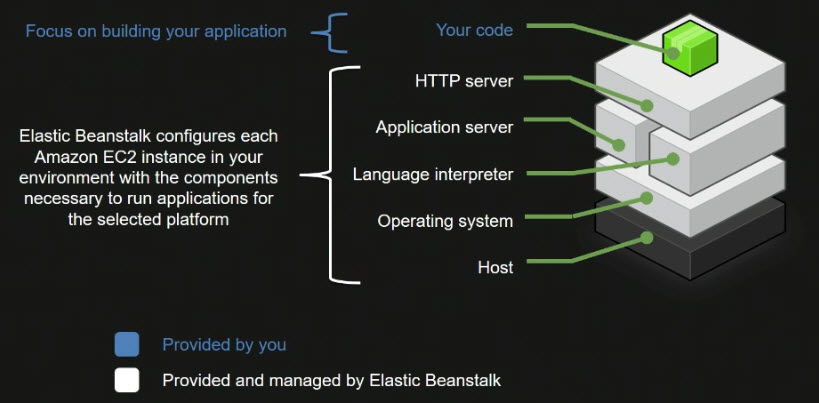 Focus on building your application
Your code
HTTP server
Application server
Elastic Beanstalk configures each
Amazon EC2 instance in your
environment with the components
necessary to run applications for
the selected platform
Language interpreter
Operating system
Host
Provided by you
Provided and managed by Elastic Beanstalk